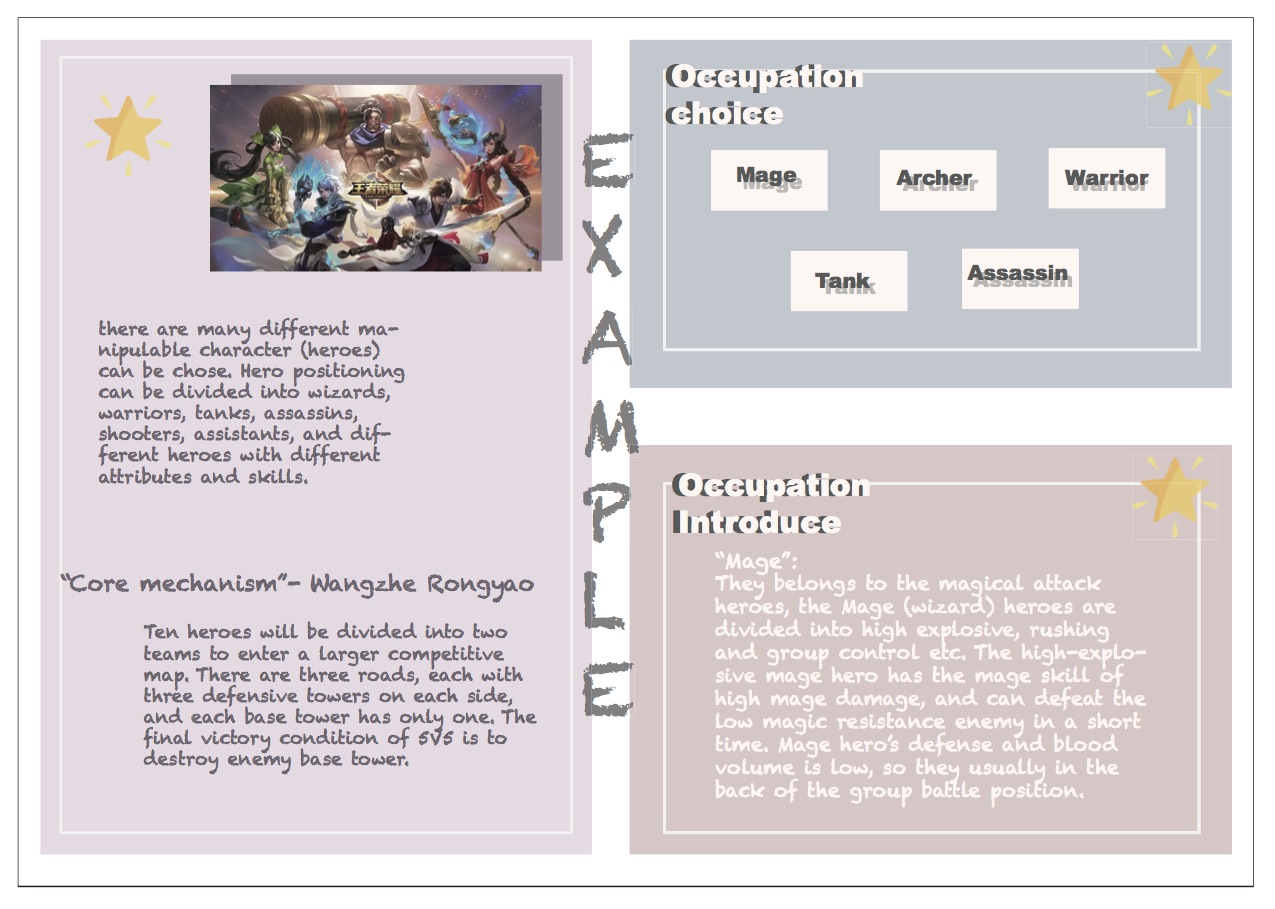 王者荣耀
there are many different ma-
nipulable character (heroes)
can be chose. Hero positioning
can be divided into wizards,
warriors, tanks, assassins,
shooters, assistants, and dif-
ferent heroes with different
attributes and skills.
“Core mechanism”- Wangzhe Rongyao
Ten heroes will be divided into two
teams to enter a larger competitive
map. There are three roads, each with
three defensive towers on each side,
and each base tower has only one. The
final victory condition of 5V5 is to
destroy enemy base tower.
EXAMPLE
Occupation
choice
Mage
Archer
Warrior
Tank
Assassin
Occupation
Introduce
“Mage”:
They belongs to the magical attack
heroes, the Mage (wizard) heroes are
divided into high explosive, rushing
and group control etc. The high-explo-
sive mage hero has the mage skill of
high mage damage, and can defeat the
low magic resistance enemy in a short
time. Mage hero’s defense and blood
volume is low, so they usually in the
back of the group battle position.